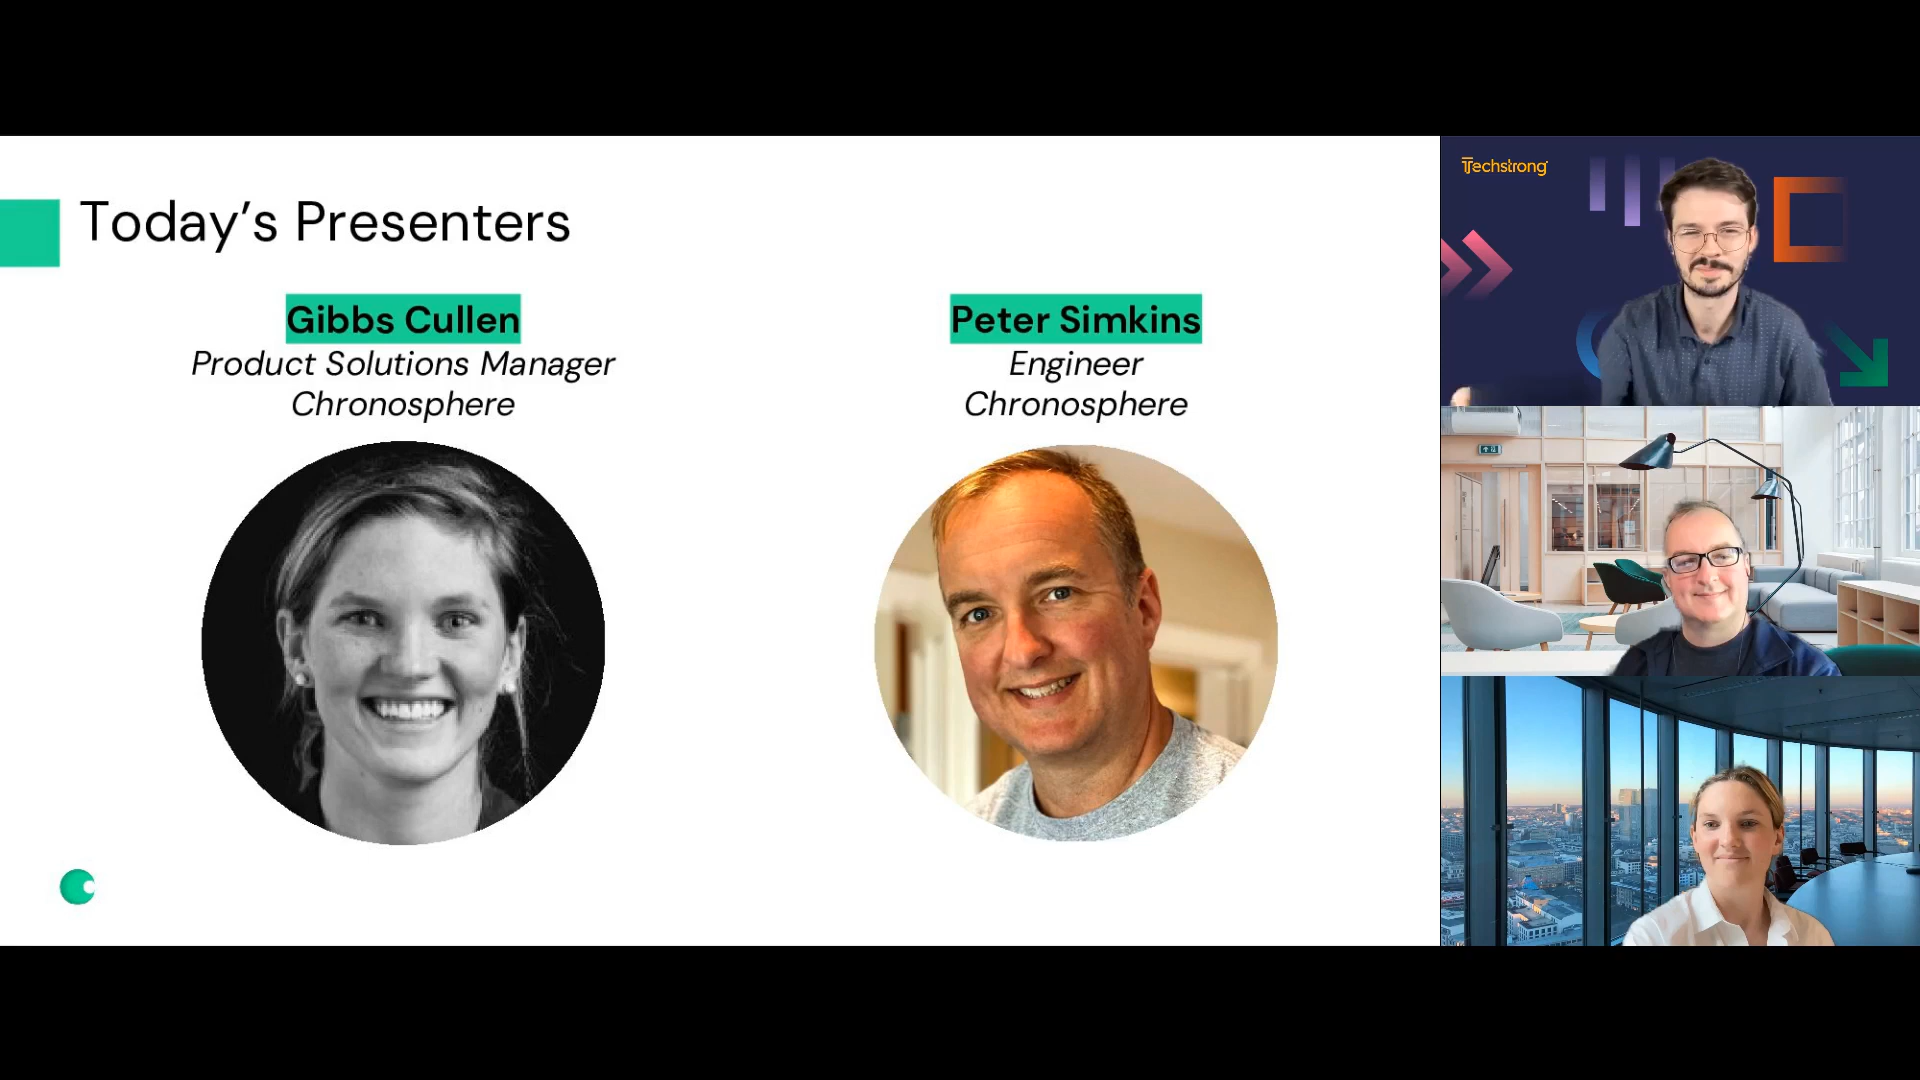 Today's Presenters
Gibbs Cullen
Product Solutions Manager
Chronosphere
Peter Simkins
Engineer
Chronosphere
Techstrong